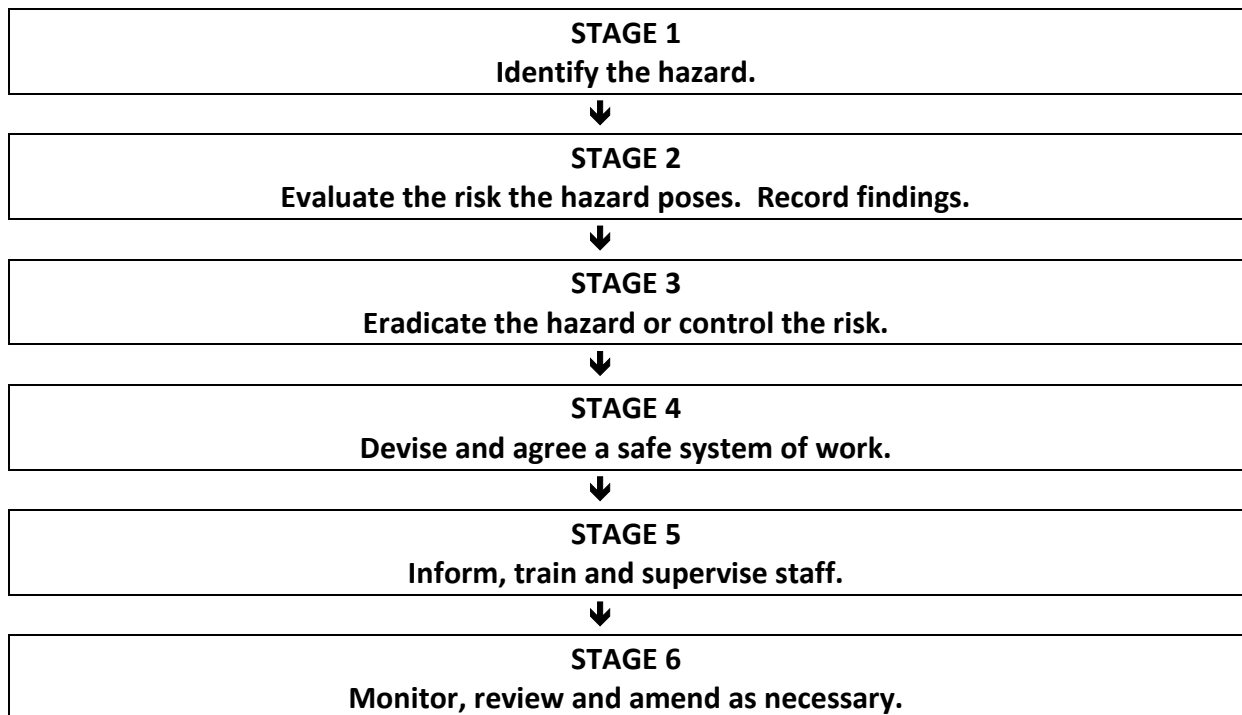 STAGE 1
Identify the hazard.
STAGE 2
Evaluate the risk the hazard poses.  Record findings.
STAGE 3
Eradicate the hazard or control the risk.
STAGE 4
Devise and agree a safe system of work.
STAGE 5
Inform, train and supervise staff.
STAGE 6
Monitor, review and amend as necessary.